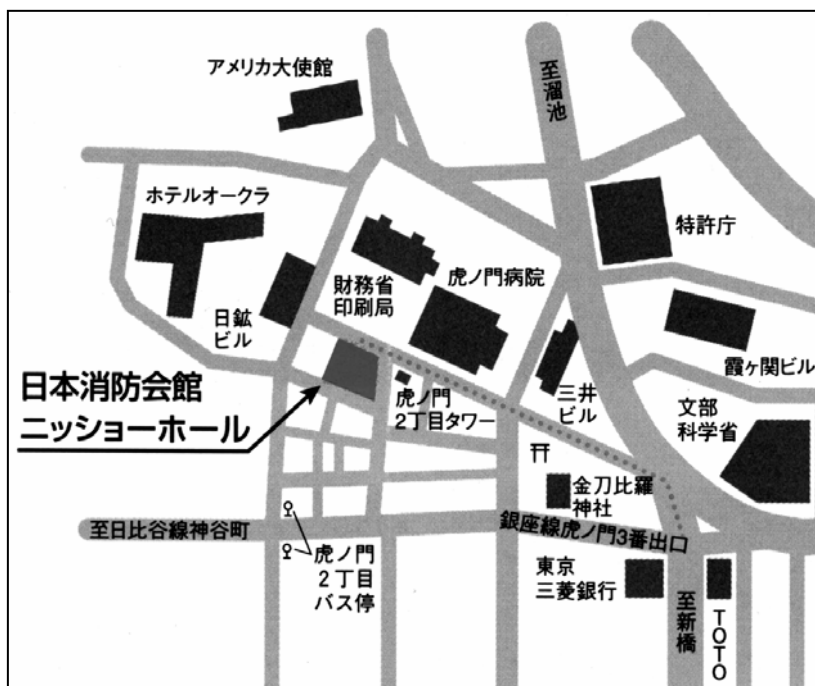 アメリカ大使館
至溜池
ホテルオークラ
特許庁
財務省
印刷局
虎ノ門病院
日鉱
ビル
霞ヶ関ビル
日本消防会館
ニッショーホール
虎ノ門
2丁目タワー
三井
ビル
文部
科学省
金刀比羅
神社
至日比谷線神谷町
銀座線虎ノ門3番出口
虎ノ門
2丁目
バス停
東京
三菱銀行
至新橋
TOTO